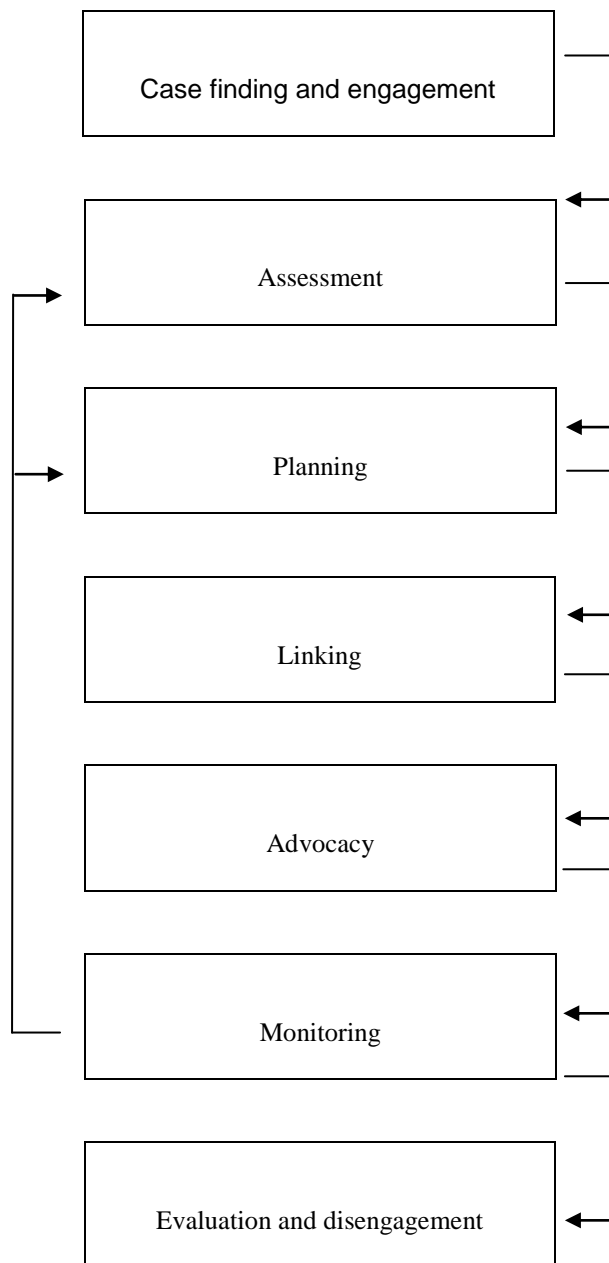 Case finding and engagement
Assessment
Planning
Linking
Advocacy
Monitoring
Evaluation and disengagement